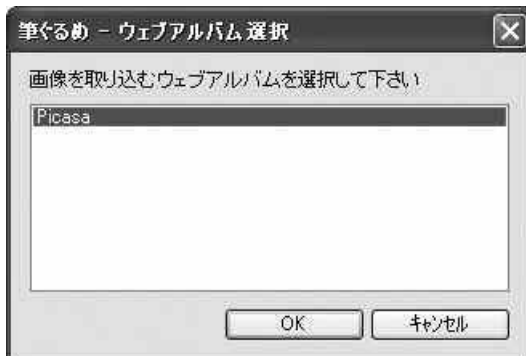 筆ぐるめ - ウェブアルバム選択
画像を取り込むウェブアルバムを選択して下さい
Picasa
OK
キャンセル